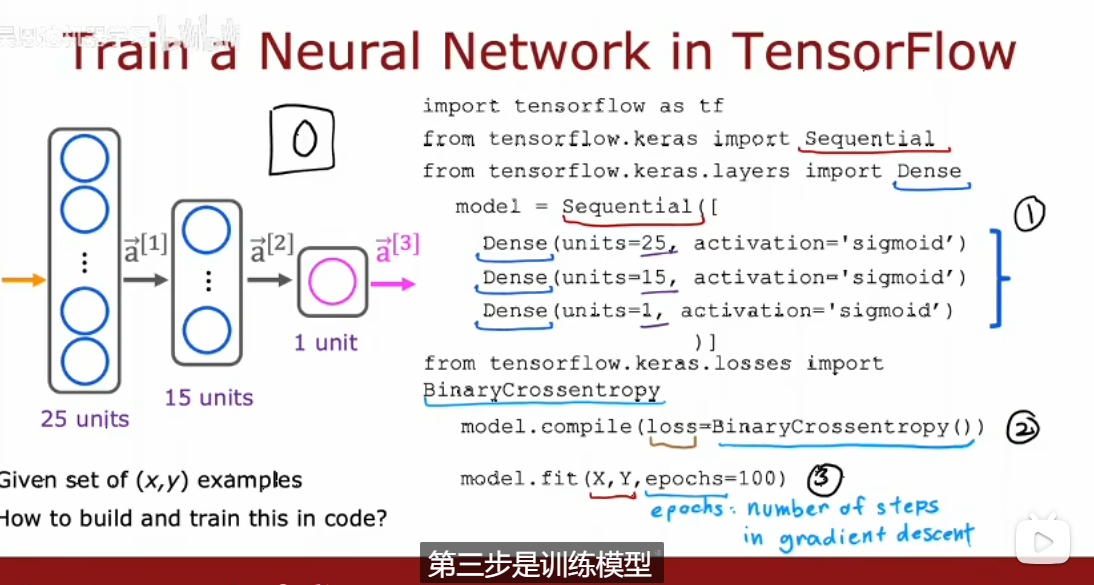 Train a Neural Network in TensorFlow
0
import tensorflow as tf
from tensorflow.keras import Sequential
from tensorflow.keras.layers import Dense
model = Sequential([
Dense(units=25, activation='sigmoid’)
Dense(units=15, activation='sigmoid’)
Dense(units=1, activation='sigmoid’)
)]
①
from tensorflow.keras.losses import
BinaryCrossentropy
model.compile(loss=BinaryCrossentropy())
②
model.fit(X,Y,epochs=100)
③
epochs: number of steps
in gradient descent
a[1]
a[2]
a[3]
25 units
15 units
1 unit
Given set of (x,y) examples
How to build and train this in code?
第三步是训练模型